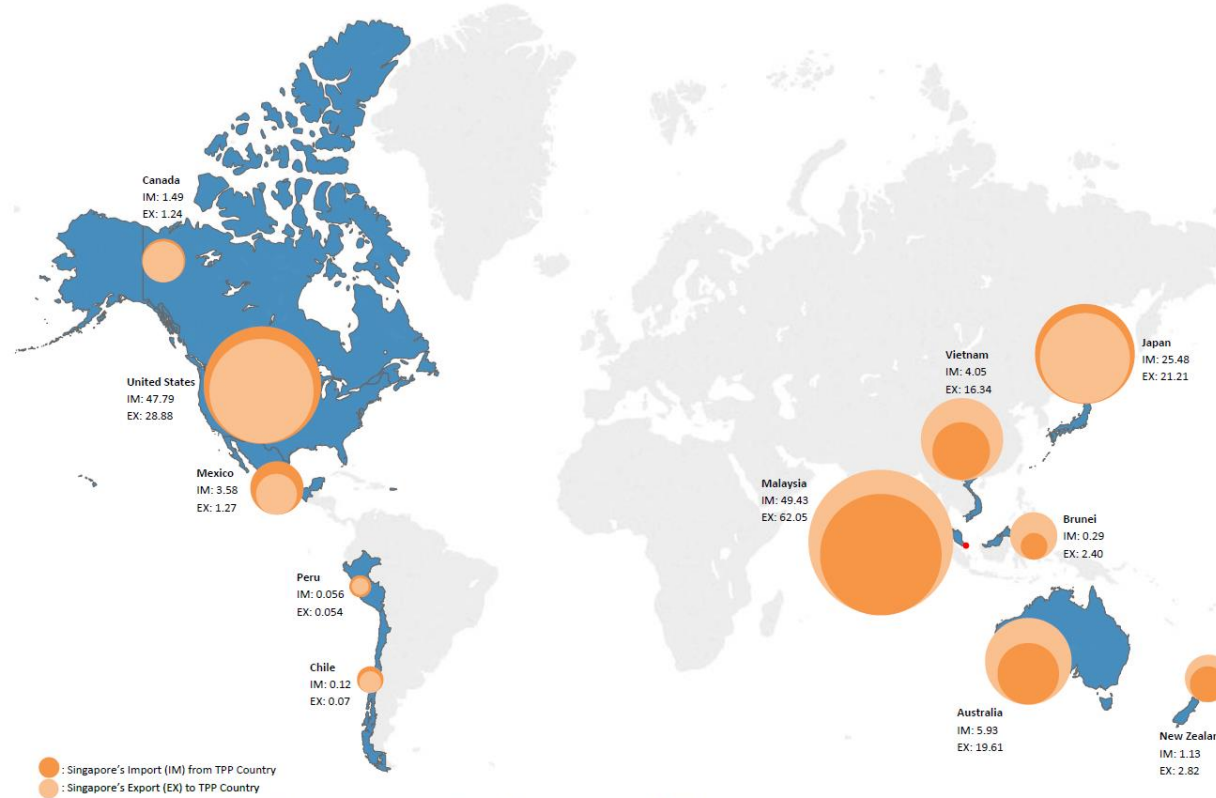 Canada
IM: 1.49
EX: 1.24
United States
IM: 47.79
EX: 28.88
Mexico
IM: 3.58
EX: 1.27
Peru
IM: 0.056
EX: 0.054
Chile
IM: 0.12
EX: 0.07
Japan
IM: 25.48
EX: 21.21
Vietnam
IM: 4.05
EX: 16.34
Malaysia
IM: 49.43
EX: 62.05
Brunei
IM: 0.29
EX: 2.40
Australia
IM: 5.93
EX: 19.61
New Zealan
IM: 1.13
EX: 2.82
: Singapore's Import (IM) from TPP Country
: Singapore's Export (EX) to TPP Country